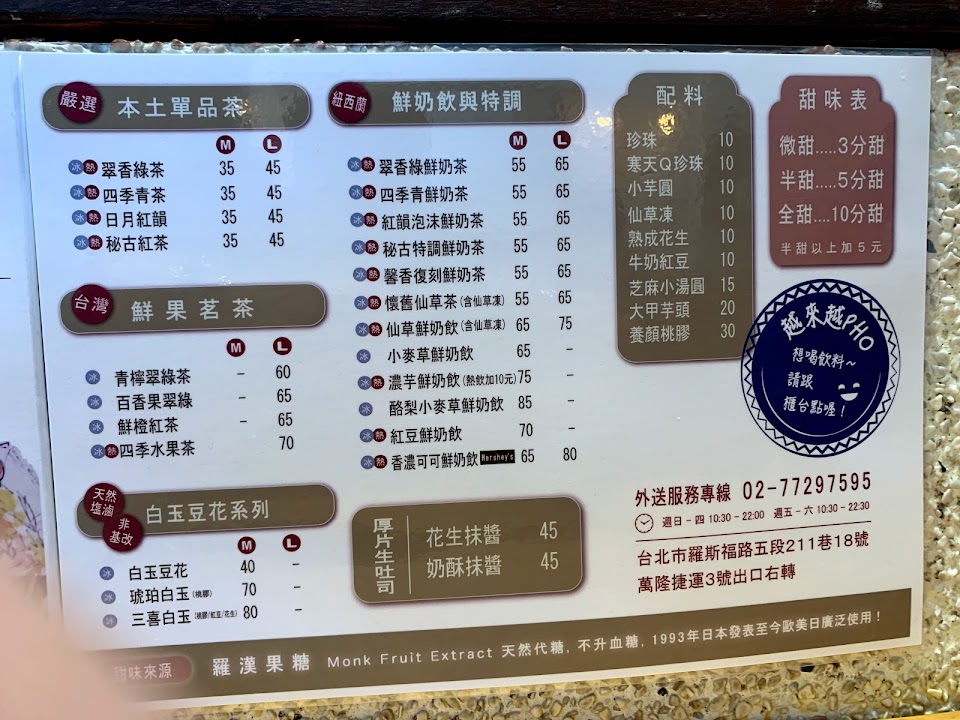 嚴選 本土單品茶
M L
冰 熱 翠香綠茶 35 45
冰 熱 四季青茶 35 45
冰 熱 日月紅韻 35 45
冰 熱 秘古紅茶 35 45
台灣 鮮果茗茶
M L
冰 青檸翠綠茶 – 60
冰 百香果翠綠 – 65
冰 鮮橙紅茶 – 65
冰 熱 四季水果茶 70
天然塩滷 非基改 白玉豆花系列
M L
冰 白玉豆花 40 –
冰 琥珀白玉(桃膠) 70 –
冰 三喜白玉(桃膠/紅豆/花生) 80 –
紐西蘭 鮮奶飲與特調
M L
冰 熱 翠香綠鮮奶茶 55 65
冰 熱 四季青鮮奶茶 55 65
冰 熱 紅韻泡沫鮮奶茶 55 65
冰 熱 秘古特調鮮奶茶 55 65
冰 熱 馨香復刻鮮奶茶 55 65
冰 熱 懷舊仙草茶(含仙草凍) 55 65
冰 熱 仙草鮮奶飲(含仙草凍) 65 75
冰 小麥草鮮奶飲 65 –
冰 熱 濃芋鮮奶飲(熱飲加10元) 75 –
冰 酪梨小麥草鮮奶飲 85 –
冰 熱 紅豆鮮奶飲 70 –
冰 熱 香濃可可鮮奶飲 Hershey's 65 80
厚片生吐司
花生抹醬 45
奶酥抹醬 45
配料
珍珠 10
寒天Q珍珠 10
小芋圓 10
仙草凍 10
熟成花生 10
牛奶紅豆 10
芝麻小湯圓 15
大甲芋頭 20
養顏桃膠 30
甜味表
微甜.....3分甜
半甜.....5分甜
全甜....10分甜
半甜以上加5元
越來越PHO
想喝飲料~
請跟
櫃台點喔!
外送服務專線 02-77297595
週日-四 10:30-22:00 週五-六 10:30-22:30
台北市羅斯福路五段211巷18號
萬隆捷運3號出口右轉
甜味來源 羅漢果糖 Monk Fruit Extract 天然代糖, 不升血糖, 1993年日本發表至今歐美日廣泛使用!